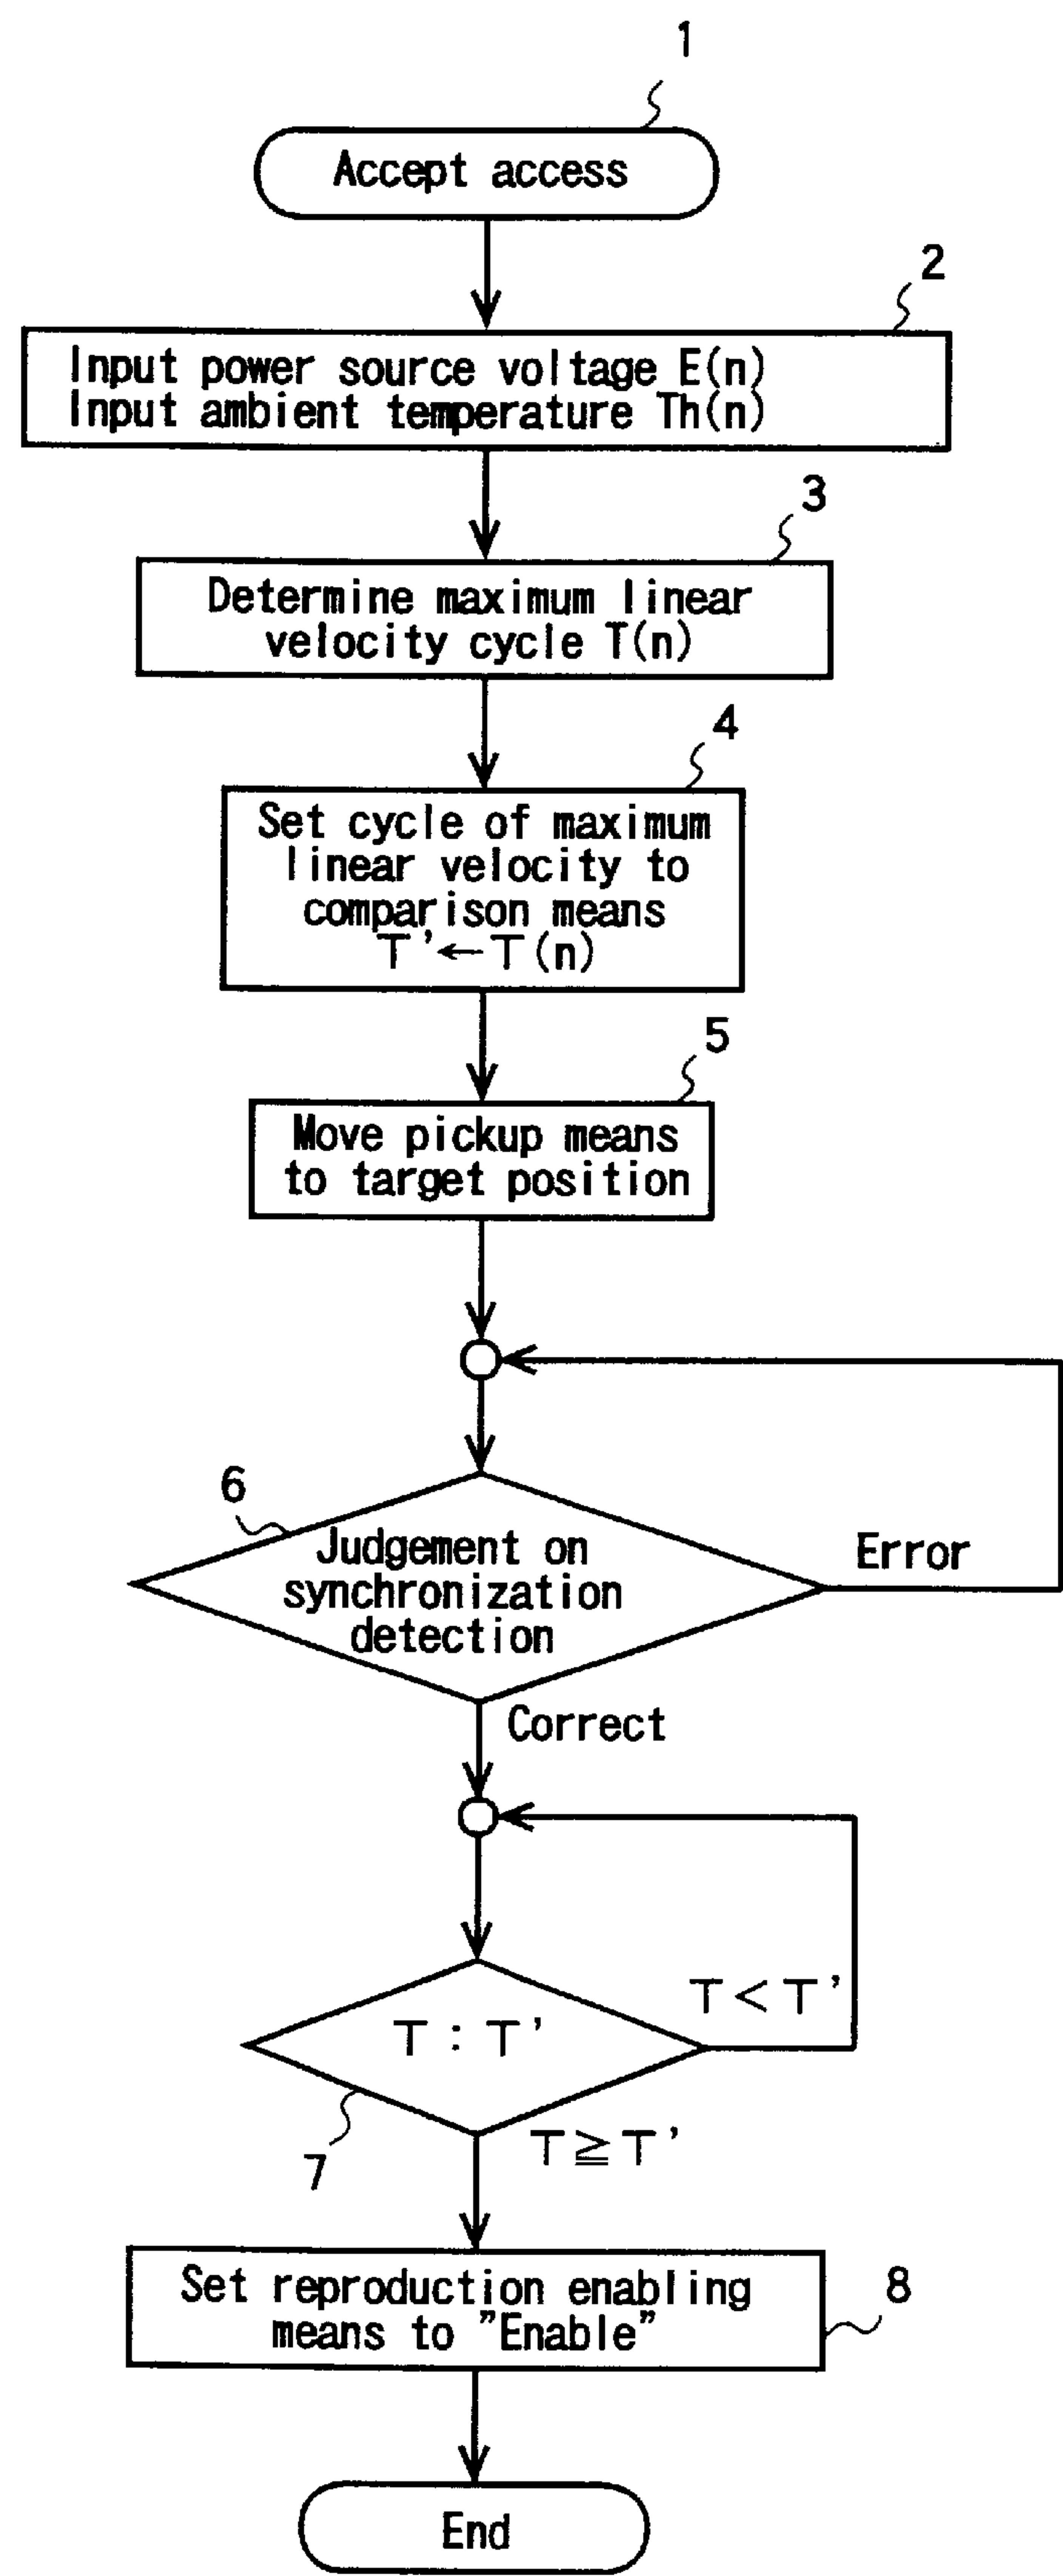 1
Accept access
2
Input power source voltage E(n)
Input ambient temperature Th(n)
3
Determine maximum linear
velocity cycle T(n)
4
Set cycle of maximum
linear velocity to
comparison means
T'←T(n)
5
Move pickup means
to target position
6
Judgement on
synchronization
detection
Error
Correct
T<T'
T:T'
7
T≧T'
Set reproduction enabling
means to "Enable"
8
End